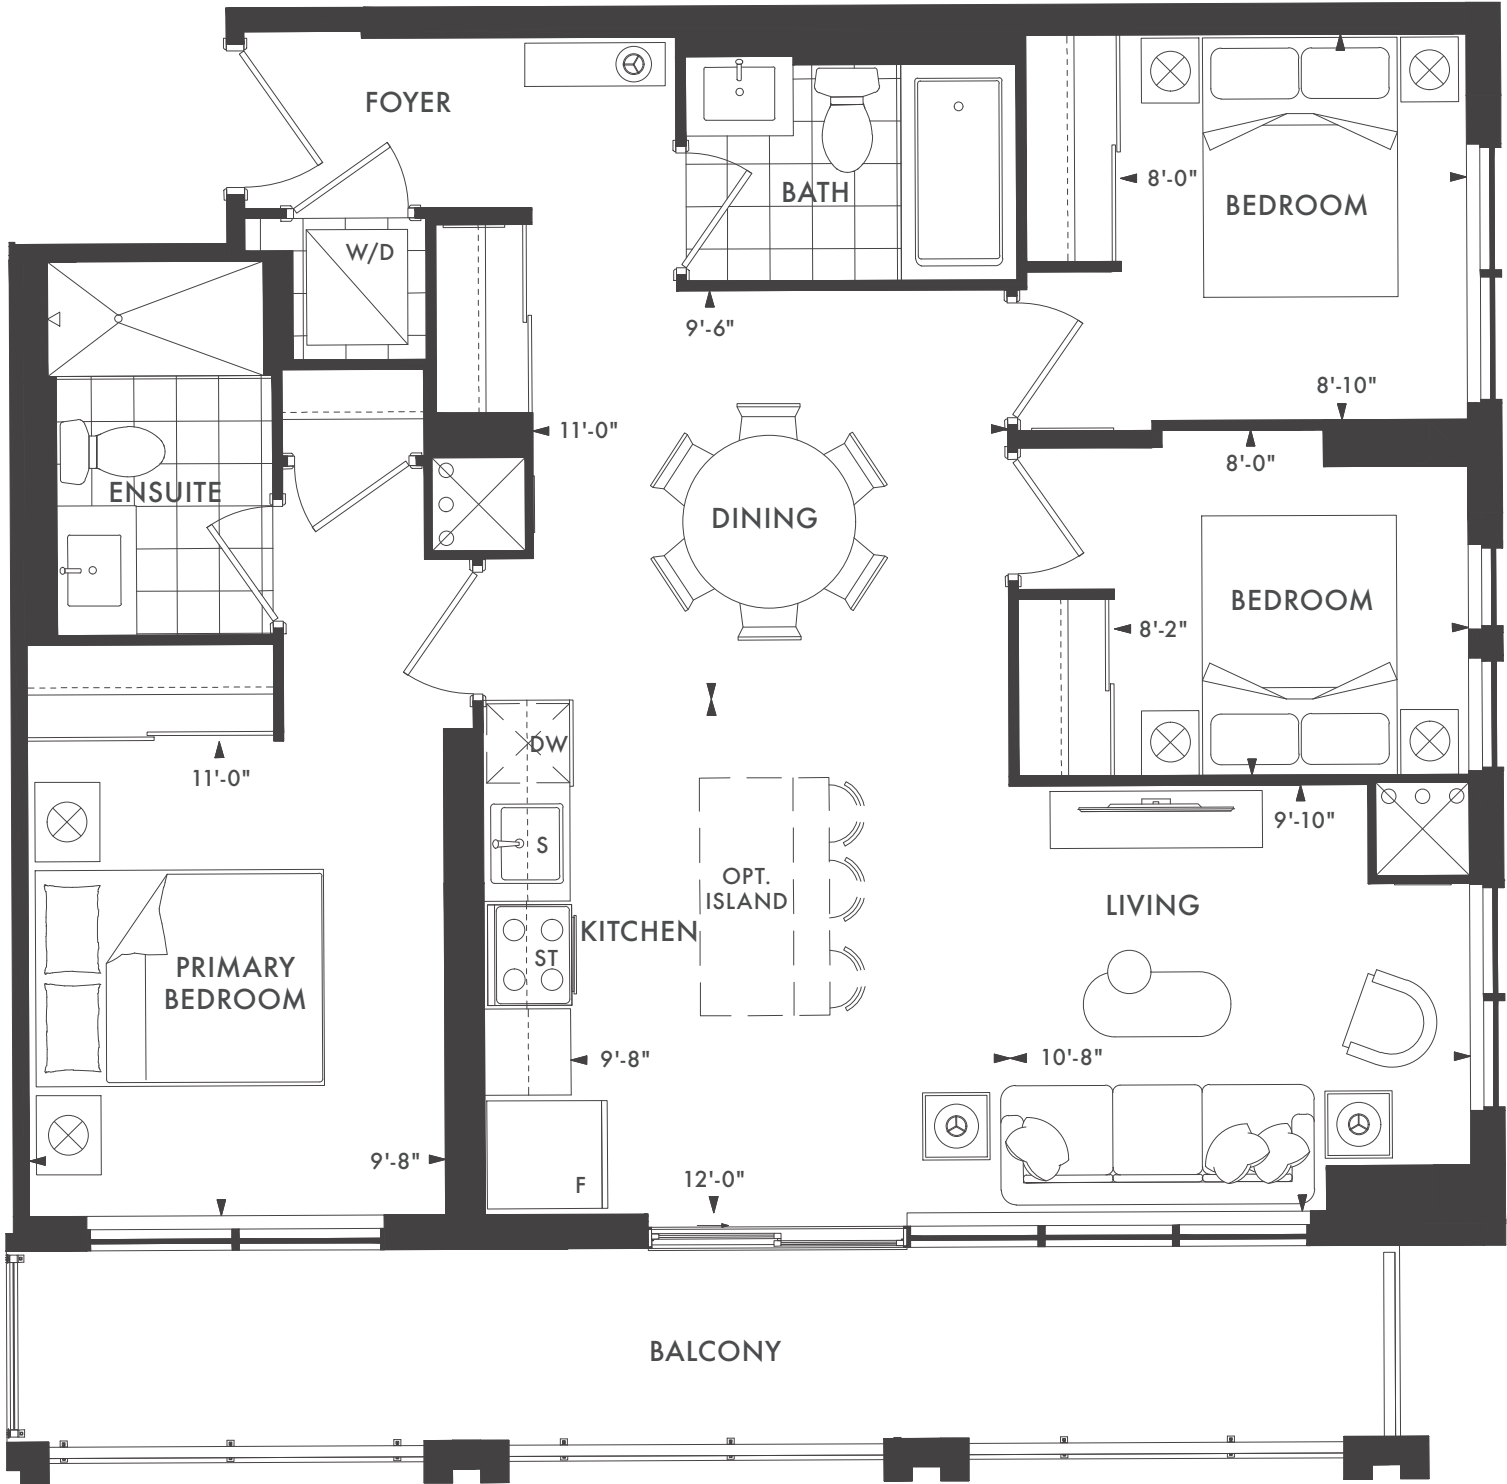 FOYER
BATH
8'-0"
BEDROOM
W/D
9'-6"
8'-10"
11'-0"
8'-0"
ENSUITE
DINING
BEDROOM
8'-2"
DW
11'-0"
9'-10"
S
OPT.
ISLAND
LIVING
KITCHEN
ST
PRIMARY
BEDROOM
9'-8"
10'-8"
9'-8"
F
12'-0"
BALCONY